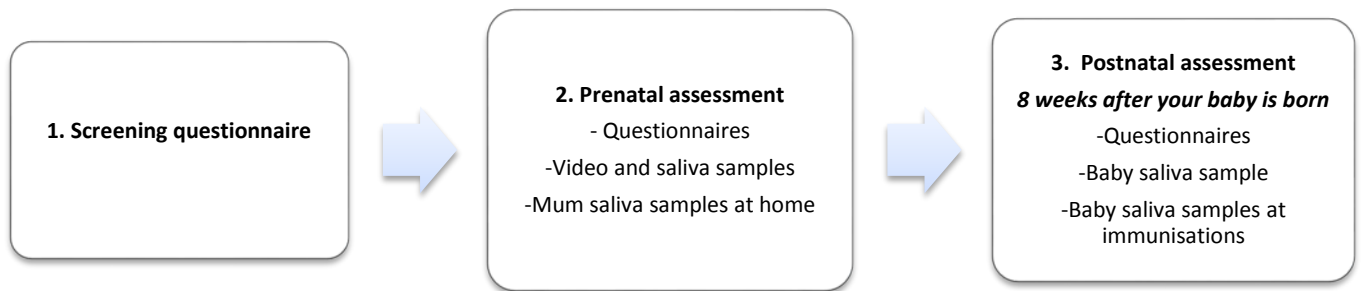 1. Screening questionnaire
2. Prenatal assessment
- Questionnaires
-Video and saliva samples
-Mum saliva samples at home
3. Postnatal assessment
8 weeks after your baby is born
-Questionnaires
-Baby saliva sample
-Baby saliva samples at
immunisations